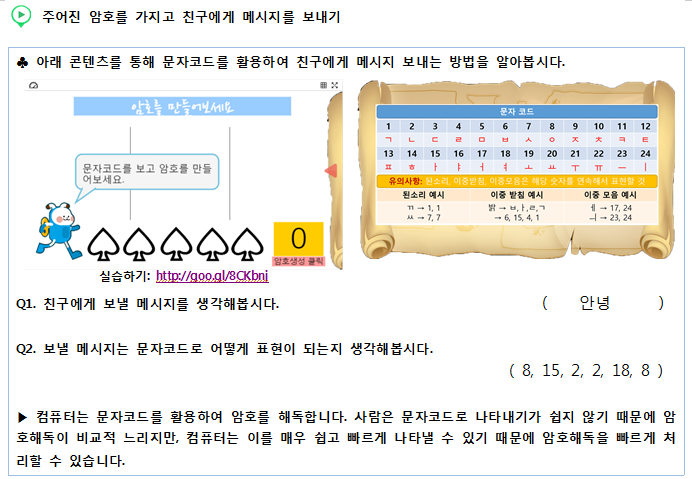 주어진 암호를 가지고 친구에게 메시지를 보내기
♣ 아래 콘텐츠를 통해 문자코드를 활용하여 친구에게 메시지 보내는 방법을 알아봅시다.
암호를 만들어보세요
문자코드를 보고 암호를 만들
어보세요.
0
암호생성 클릭
문자 코드
1 2 3 4 5 6 7 8 9 10 11 12
ㄱ ㄴ ㄷ ㄹ ㅁ ㅂ ㅅ ㅇ ㅈ ㅊ ㅋ ㅌ
13 14 15 16 17 18 19 20 21 22 23 24
ㅍ ㅎ ㅏ ㅑ ㅓ ㅕ ㅗ ㅛ ㅜ ㅠ ㅡ ㅣ
유의사항: 된소리, 이중받침, 이중모음은 해당 숫자를 연속해서 표현할 것
된소리 예시 이중 받침 예시 이중 모음 예시
ㄲ → 1, 1 밝 → ㅂ,ㅏ,ㄹ,ㄱ ㅔ → 17, 24
ㅆ → 7, 7 → 6, 15, 4, 1 ㅢ → 23, 24
실습하기: http://goo.gl/8CKbnj
Q1. 친구에게 보낼 메시지를 생각해봅시다. ( 안녕 )
Q2. 보낼 메시지는 문자코드로 어떻게 표현이 되는지 생각해봅시다.
( 8, 15, 2, 2, 18, 8 )
▶ 컴퓨터는 문자코드를 활용하여 암호를 해독합니다. 사람은 문자코드로 나타내기가 쉽지 않기 때문에 암
호해독이 비교적 느리지만, 컴퓨터는 이를 매우 쉽고 빠르게 나타낼 수 있기 때문에 암호해독을 빠르게 처
리할 수 있습니다.